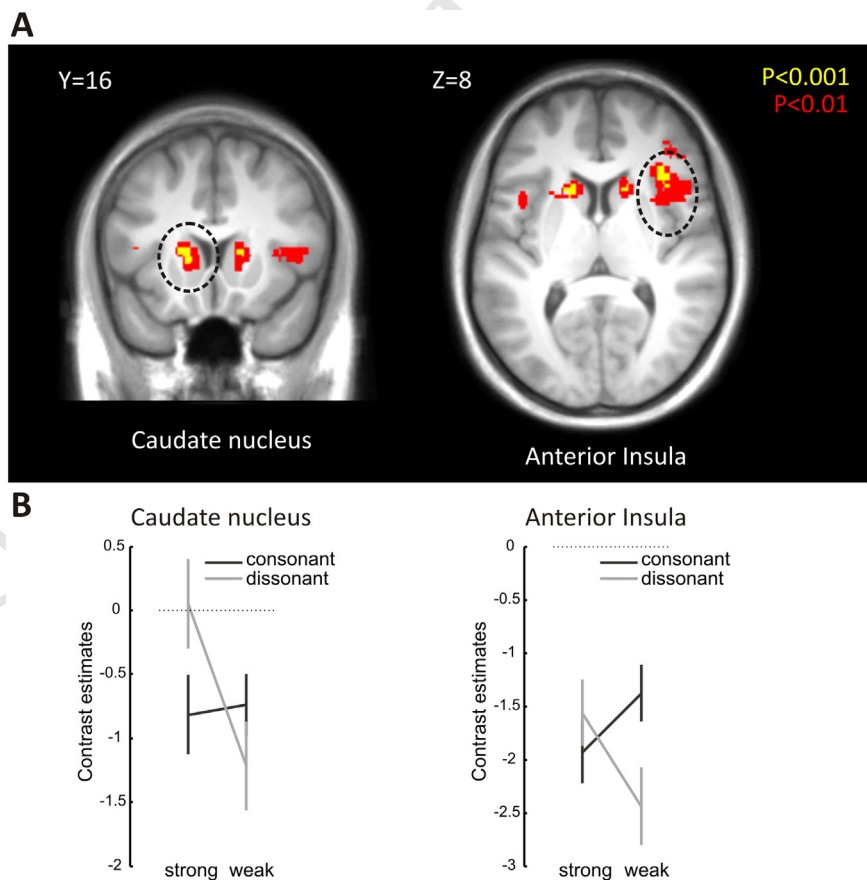 A
Y=16
Z=8
P<0.001
P<0.01
Caudate nucleus
Anterior Insula
B
Caudate nucleus
consonant
dissonant
Contrast estimates
0.5
0
-0.5
-1
-1.5
-2
strong weak
Anterior Insula
consonant
dissonant
Contrast estimates
0
-0.5
-1
-1.5
-2
-2.5
-3
strong weak